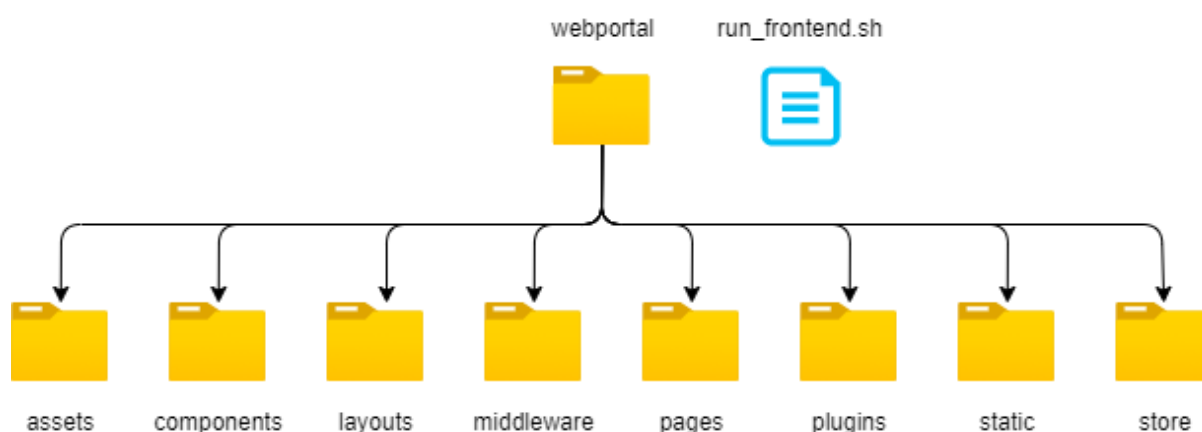 webportal run_frontend.sh
assets components layouts middleware pages plugins static store